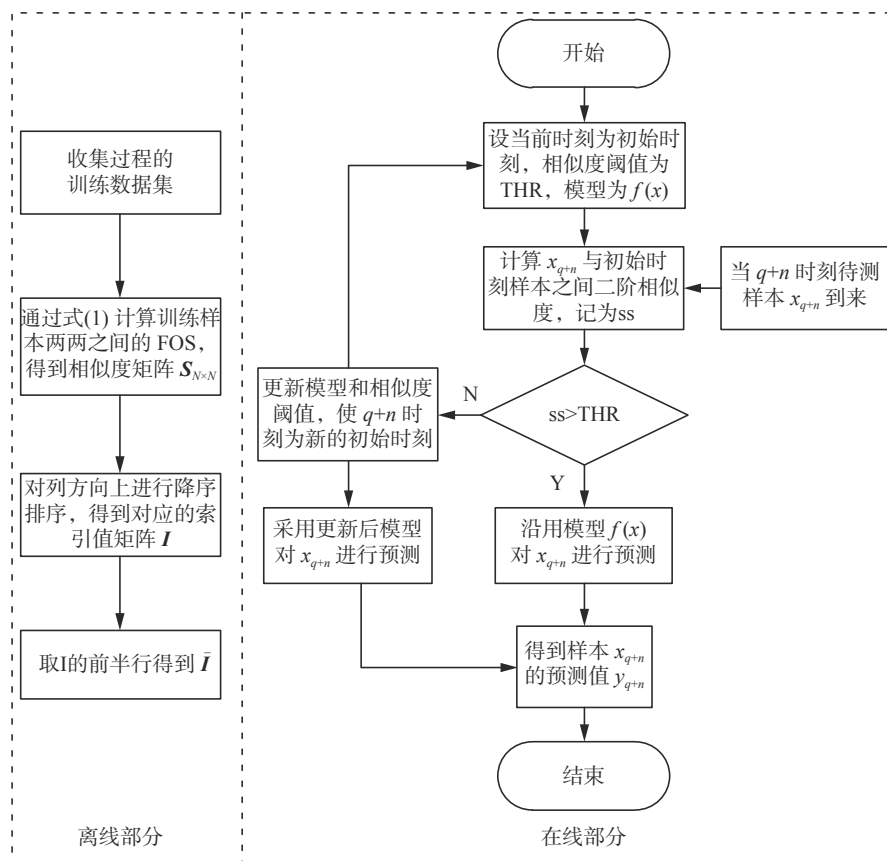 收集过程的
训练数据集
通过式(1) 计算训练样
本两两之间的 FOS,
得到相似度矩阵 S_{N×N}
对列方向上进行降序
排序，得到对应的索
引值矩阵 I
取I的前半行得到 Ī
离线部分
开始
设当前时刻为初始时
刻，相似度阈值为
THR，模型为 f (x)
计算 x_{q+n} 与初始时
刻样本之间二阶相似
度，记为ss
当 q+n 时刻待测
样本 x_{q+n} 到来
ss>THR
N
Y
更新模型和相似度
阈值，使 q+n 时
刻为新的初始时刻
采用更新后模型
对 x_{q+n} 进行预测
沿用模型 f (x)
对 x_{q+n} 进行预测
得到样本 x_{q+n}
的预测值 y_{q+n}
结束
在线部分